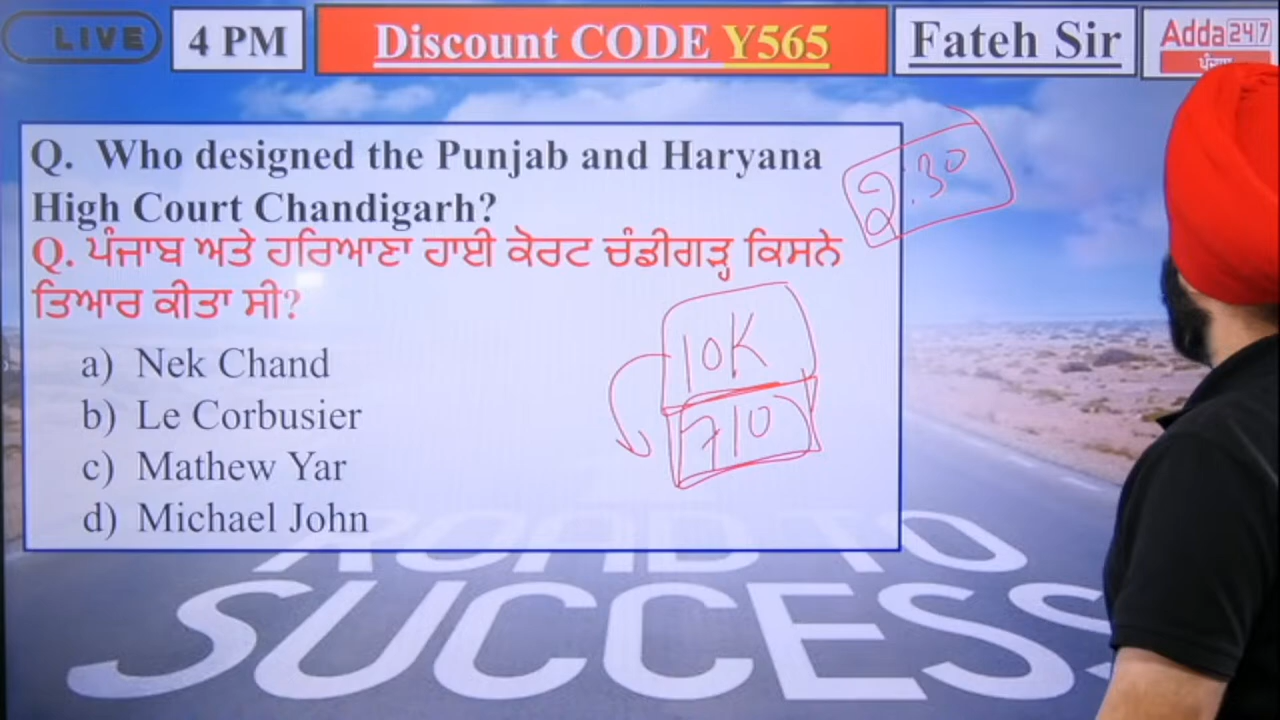 LIVE
4 PM
Discount CODE Y565
Fateh Sir
Adda247
ਪੰਜਾਬ
Q. Who designed the Punjab and Haryana
High Court Chandigarh?
2.30
Q. ਪੰਜਾਬ ਅਤੇ ਹਰਿਆਣਾ ਹਾਈ ਕੋਰਟ ਚੰਡੀਗੜ੍ਹ ਕਿਸਨੇ
ਤਿਆਰ ਕੀਤਾ ਸੀ?
10K
710
a) Nek Chand
b) Le Corbusier
c) Mathew Yar
d) Michael John
ROAD TO
SUCCESS